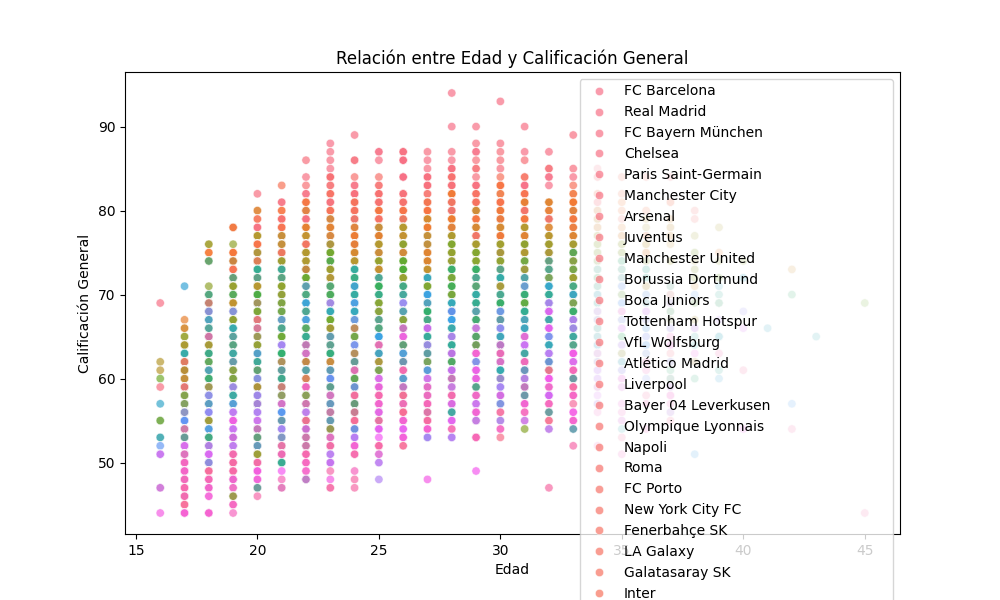 Relación entre Edad y Calificación General
Calificación General
90
80
70
60
50
15
20
25
30
35
40
45
Edad
FC Barcelona
Real Madrid
FC Bayern München
Chelsea
Paris Saint-Germain
Manchester City
Arsenal
Juventus
Manchester United
Borussia Dortmund
Boca Juniors
Tottenham Hotspur
VfL Wolfsburg
Atlético Madrid
Liverpool
Bayer 04 Leverkusen
Olympique Lyonnais
Napoli
Roma
FC Porto
New York City FC
Fenerbahçe SK
LA Galaxy
Galatasaray SK
Inter